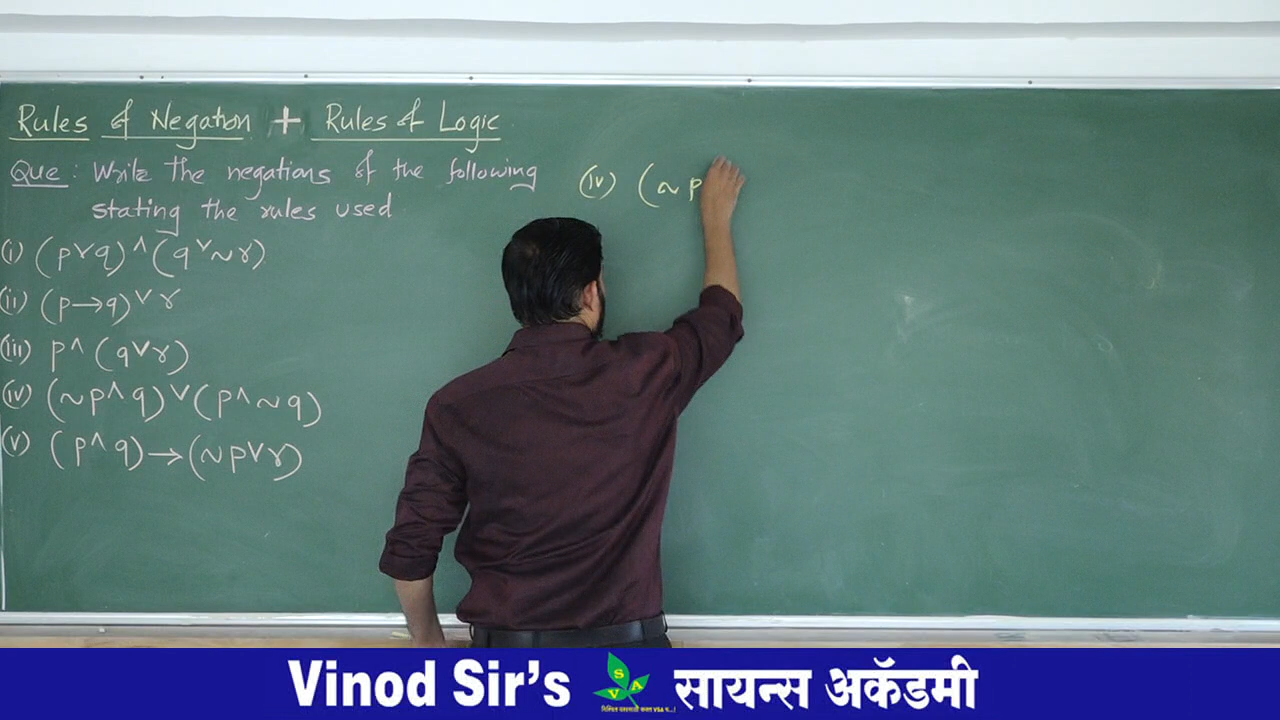 Rules of Negation + Rules of Logic
Que : Write the negations of the following
stating the rules used
(i) (p∨q)∧(q∨~r)
(ii) (p→q)∨r
(iii) p∧(q∨r)
(iv) (~p∧q)∨(p∧~q)
(v) (p∧q)→(~p∨r)
(iv) (~p
Vinod Sir's SVA सायन्स अकॅडमी